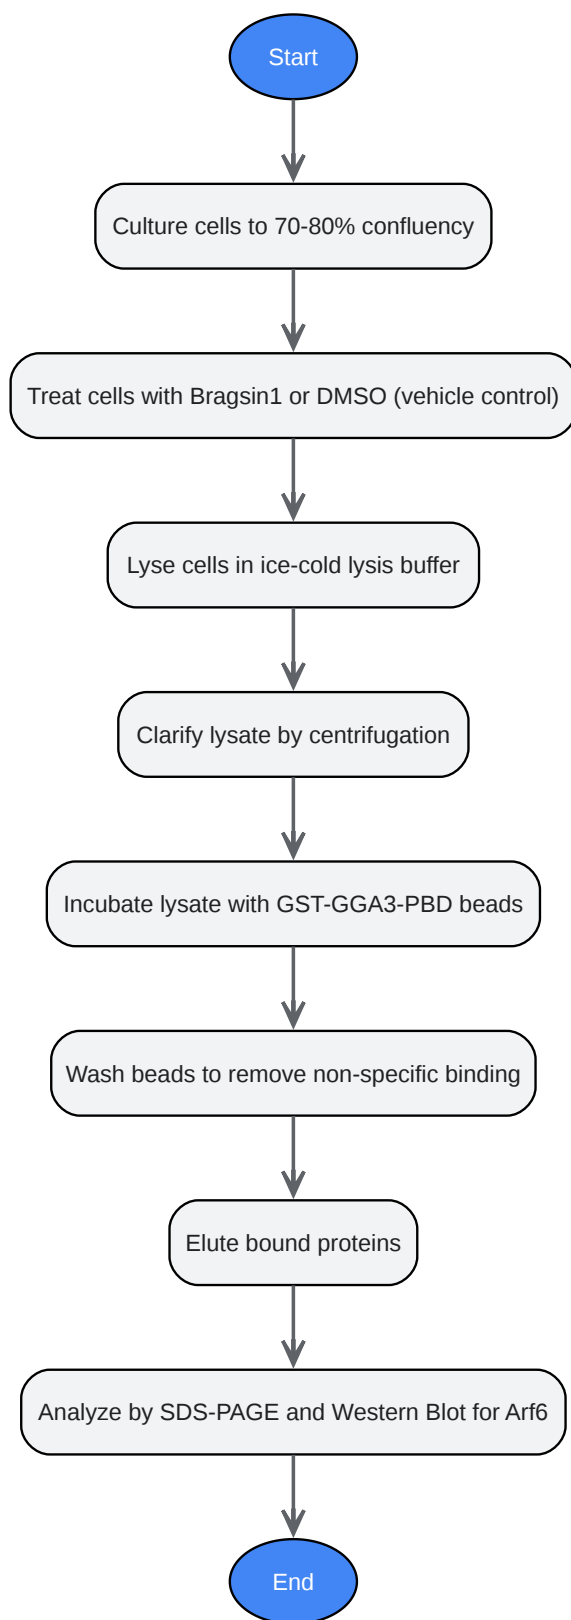 Start
Culture cells to 70-80% confluency
Treat cells with Bragsin1 or DMSO (vehicle control)
Lyse cells in ice-cold lysis buffer
Clarify lysate by centrifugation
Incubate lysate with GST-GGA3-PBD beads
Wash beads to remove non-specific binding
Elute bound proteins
Analyze by SDS-PAGE and Western Blot for Arf6
End